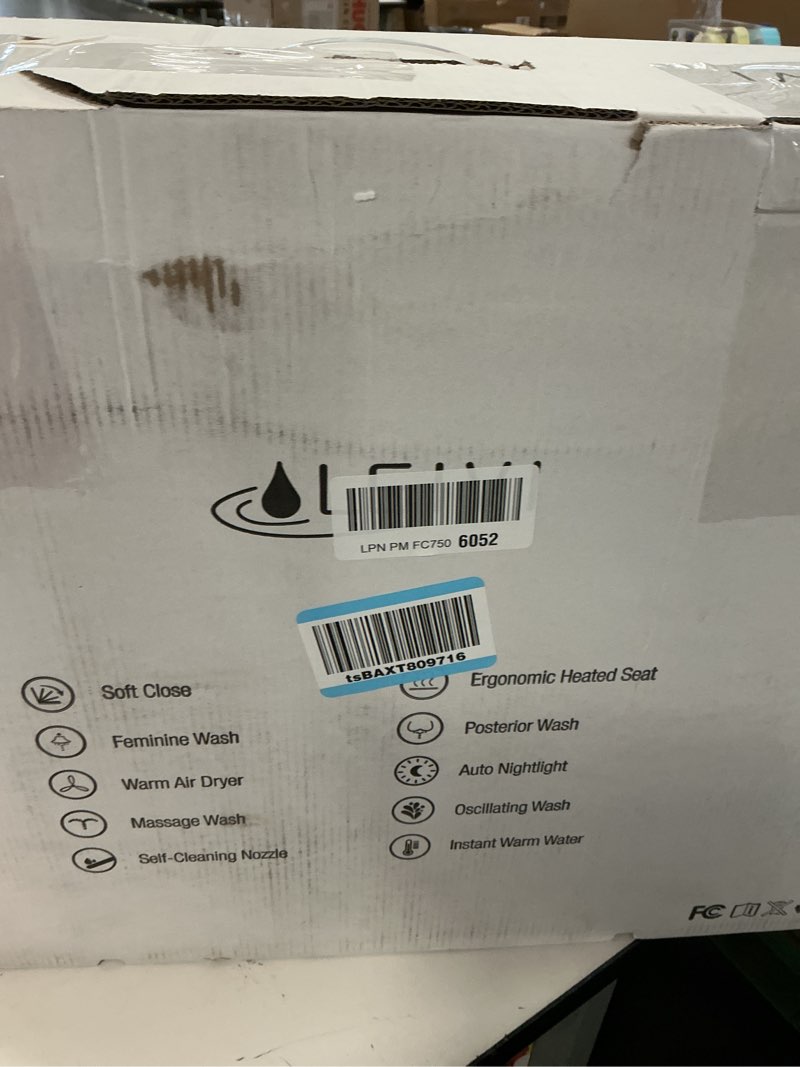 LPN PM FC750 6052
tsBAXT809716
Soft Close
Feminine Wash
Warm Air Dryer
Massage Wash
Self-Cleaning Nozzle
Ergonomic Heated Seat
Posterior Wash
Auto Nightlight
Oscillating Wash
Instant Warm Water
FC